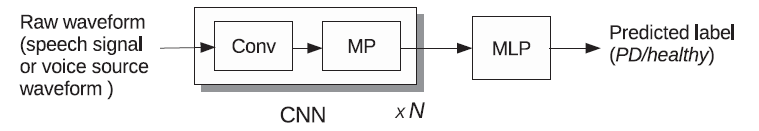 Raw waveform
(speech signal
or voice source
waveform )
Conv
MP
CNN
x N
MLP
Predicted label
(PD/healthy)